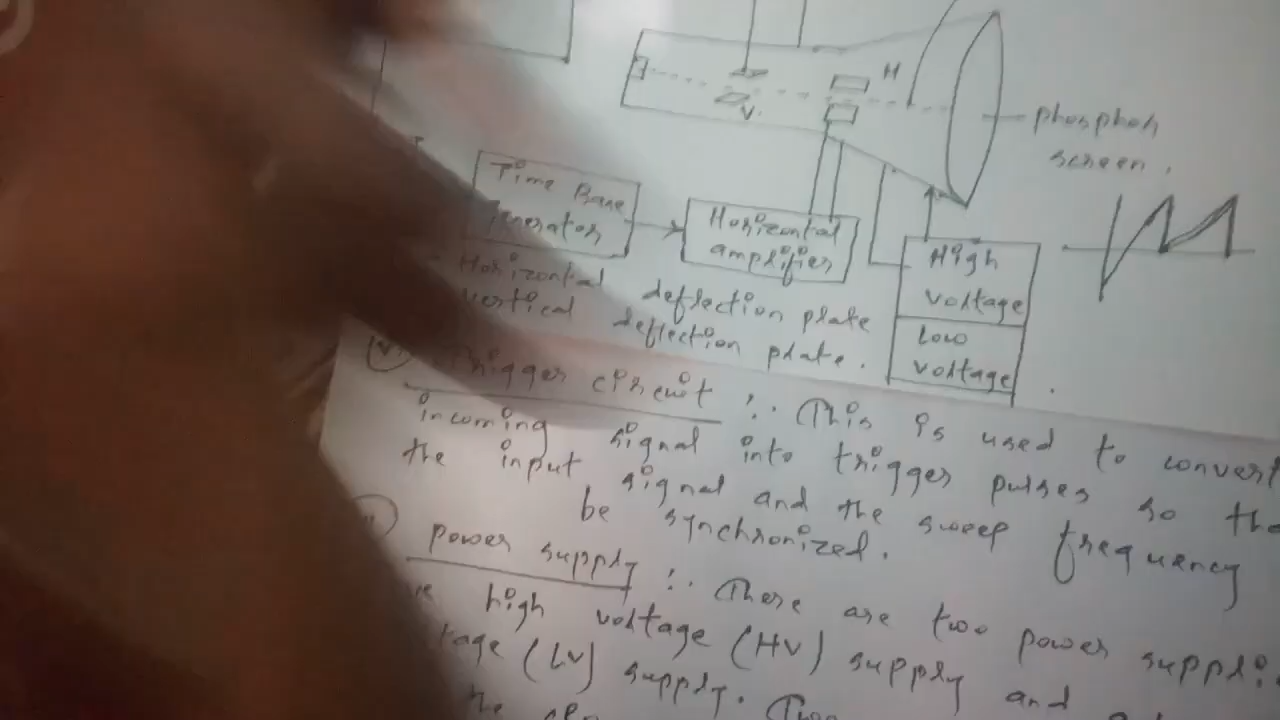 H
V.
phosphor
screen.
Time Base
Generator
Horizontal
amplifier
High
voltage
Low
voltage
Horizontal deflection plate
vertical deflection plate.
Trigger circuit :. This is used to convert
incoming signal into trigger pulses so the
the input signal and the sweep frequency
be synchronized.
power supply :. There are two power
high voltage (HV) supply and
(LV) supply.
the